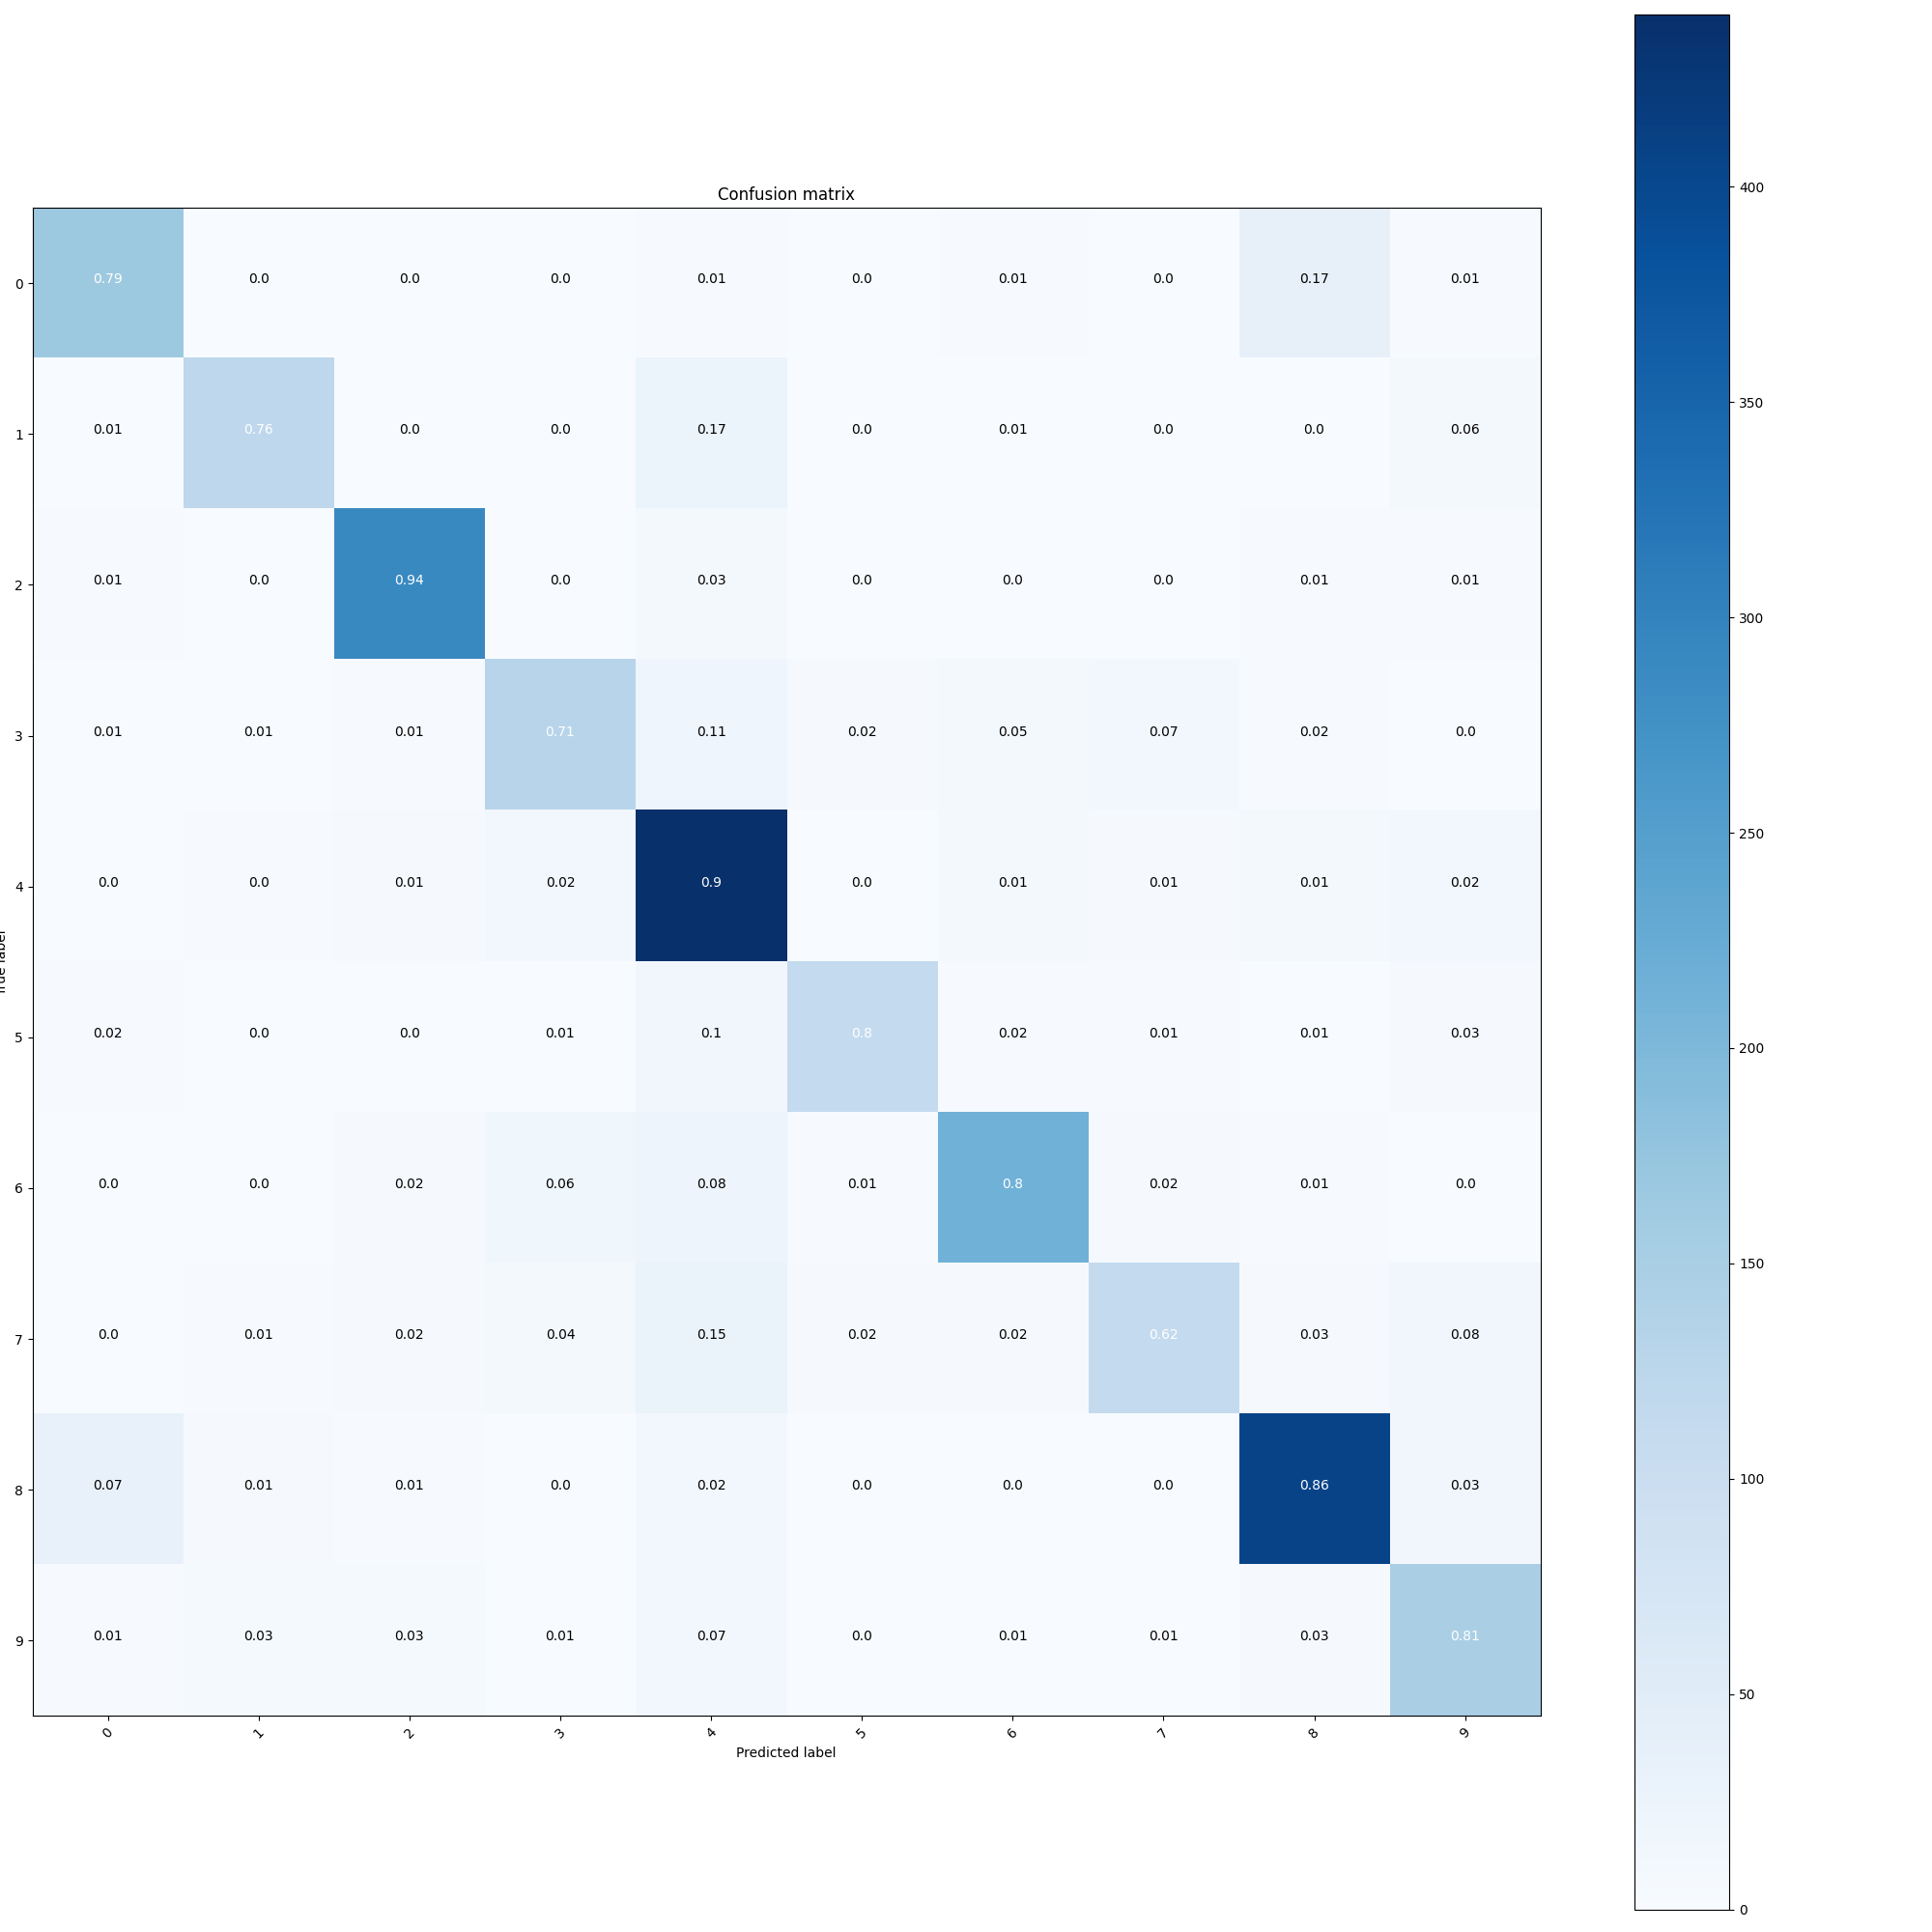 Confusion matrix
0 0.79 0.0 0.0 0.0 0.01 0.0 0.01 0.0 0.17 0.01
1 0.01 0.76 0.0 0.0 0.17 0.0 0.01 0.0 0.0 0.06
2 0.01 0.0 0.94 0.0 0.03 0.0 0.0 0.0 0.01 0.01
3 0.01 0.01 0.01 0.71 0.11 0.02 0.05 0.07 0.02 0.0
4 0.0 0.0 0.01 0.02 0.9 0.0 0.01 0.01 0.01 0.02
5 0.02 0.0 0.0 0.01 0.1 0.8 0.02 0.01 0.01 0.03
6 0.0 0.0 0.02 0.06 0.08 0.01 0.8 0.02 0.01 0.0
7 0.0 0.01 0.02 0.04 0.15 0.02 0.02 0.62 0.03 0.08
8 0.07 0.01 0.01 0.0 0.02 0.0 0.0 0.0 0.86 0.03
9 0.01 0.03 0.03 0.01 0.07 0.0 0.01 0.01 0.03 0.81
0 1 2 3 4 5 6 7 8 9
Predicted label
True label
400
350
300
250
200
150
100
50
0